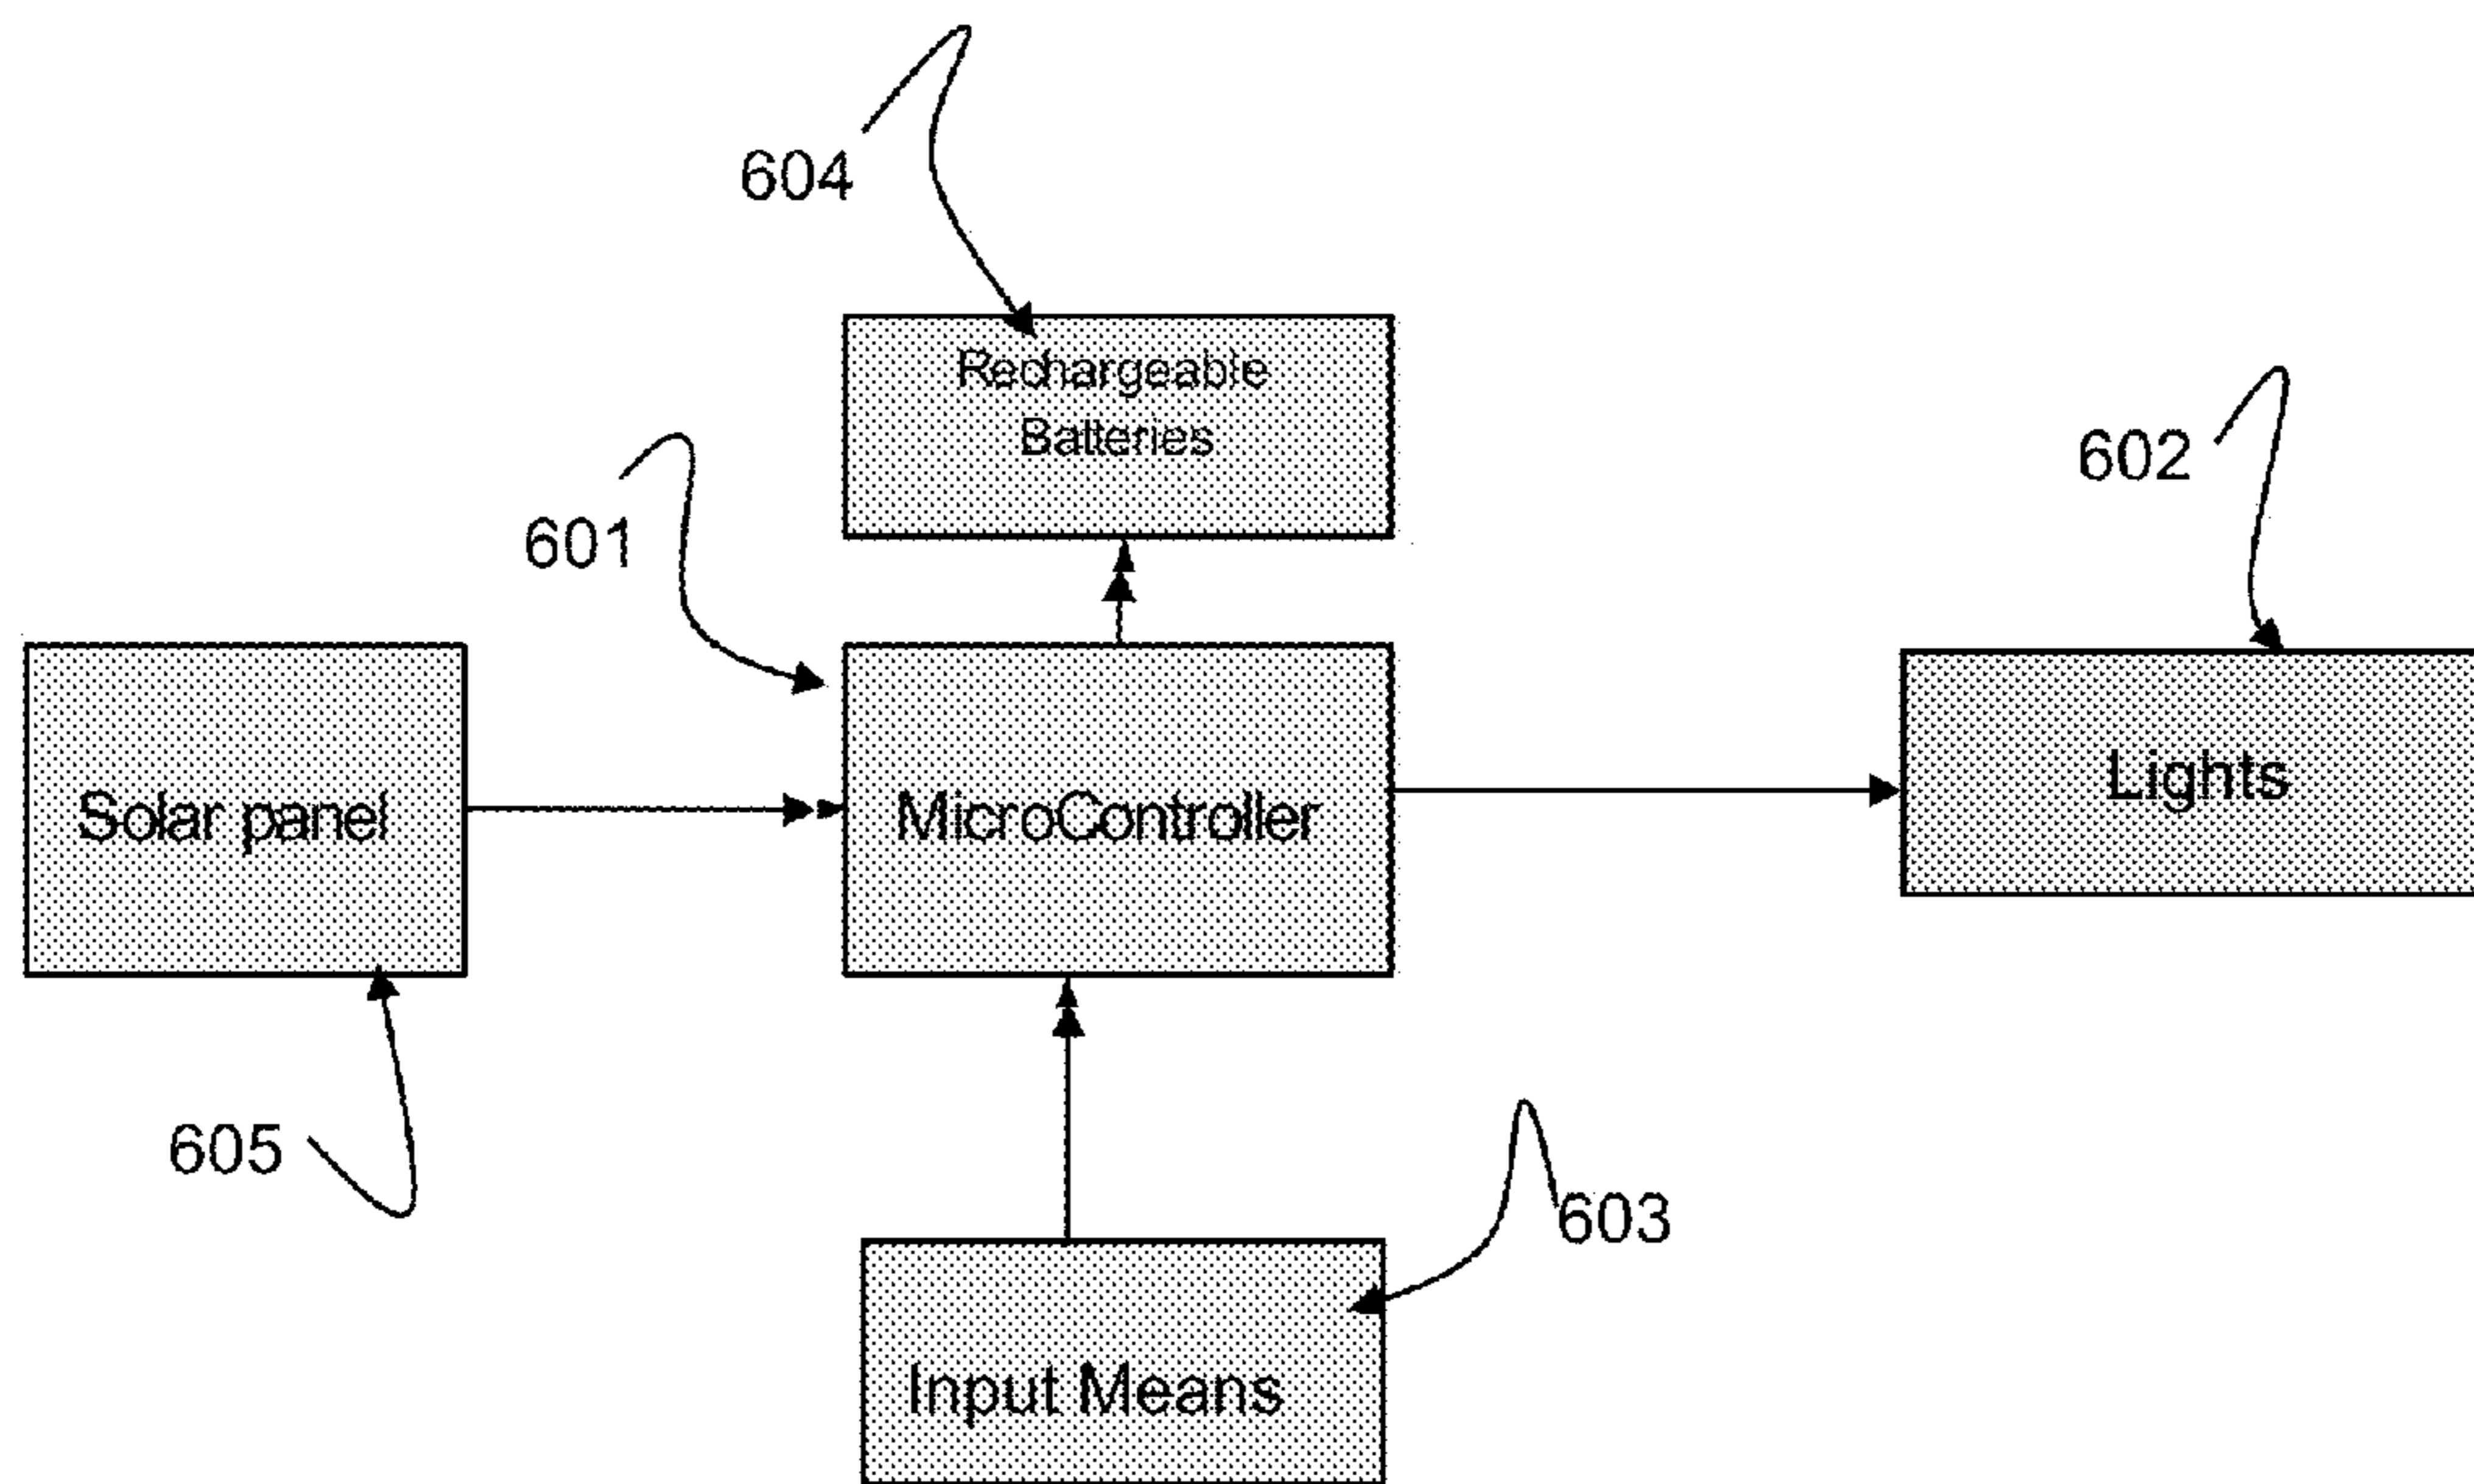 604
Rechargeable
Batteries
602
601
Solar panel
MicroController
Lights
605
603
Input Means